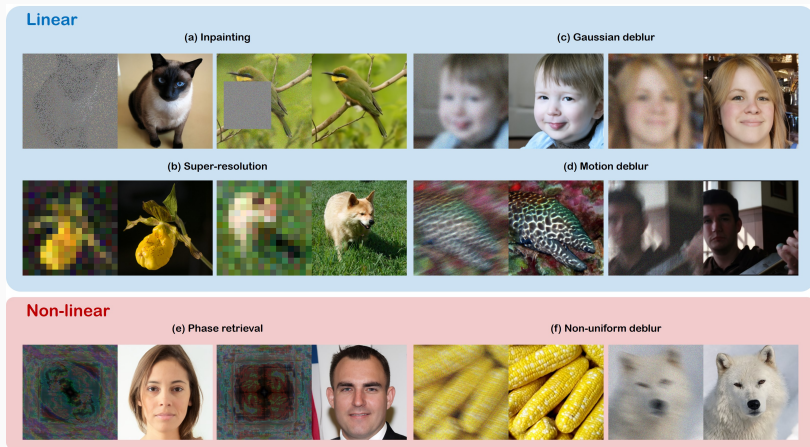 Linear
(a) Inpainting
(c) Gaussian deblur
(b) Super-resolution
(d) Motion deblur
Non-linear
(e) Phase retrieval
(f) Non-uniform deblur